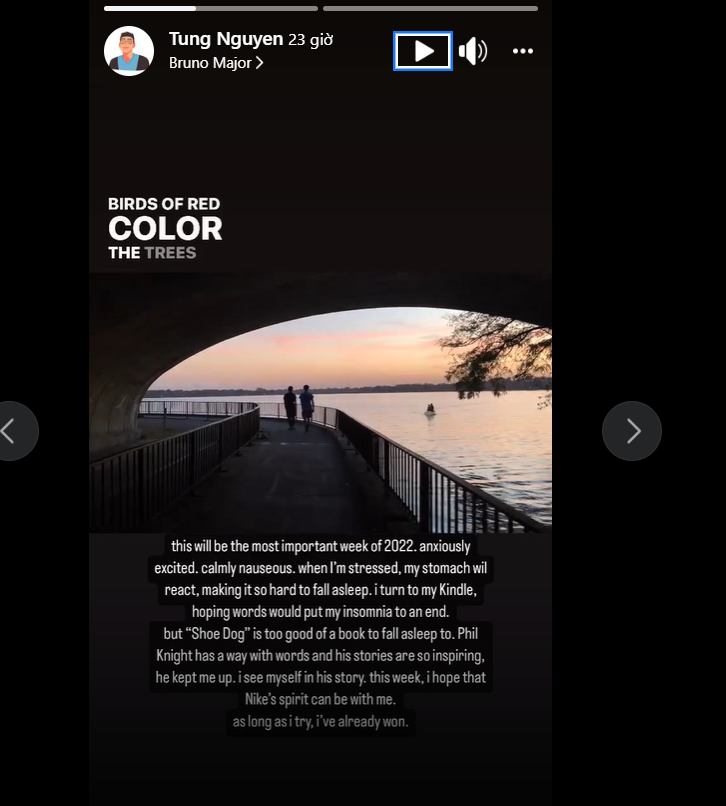 Tung Nguyen 23 giờ
Bruno Major
BIRDS OF RED
COLOR
THE TREES
this will be the most important week of 2022. anxiously
excited. calmly nauseous. when I'm stressed, my stomach wil
react, making it so hard to fall asleep. i turn to my Kindle,
hoping words would put my insomnia to an end.
but “Shoe Dog” is too good of a book to fall asleep to. Phil
Knight has a way with words and his stories are so inspiring,
he kept me up. i see myself in his story. this week, i hope that
Nike's spirit can be with me.
as long as i try, i've already won.